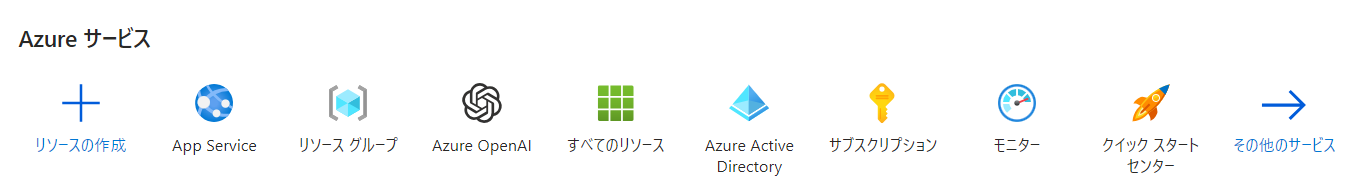 Azure サービス
リソースの作成
App Service
リソース グループ
Azure OpenAI
すべてのリソース
Azure Active
Directory
サブスクリプション
モニター
クイック スタート
センター
その他のサービス